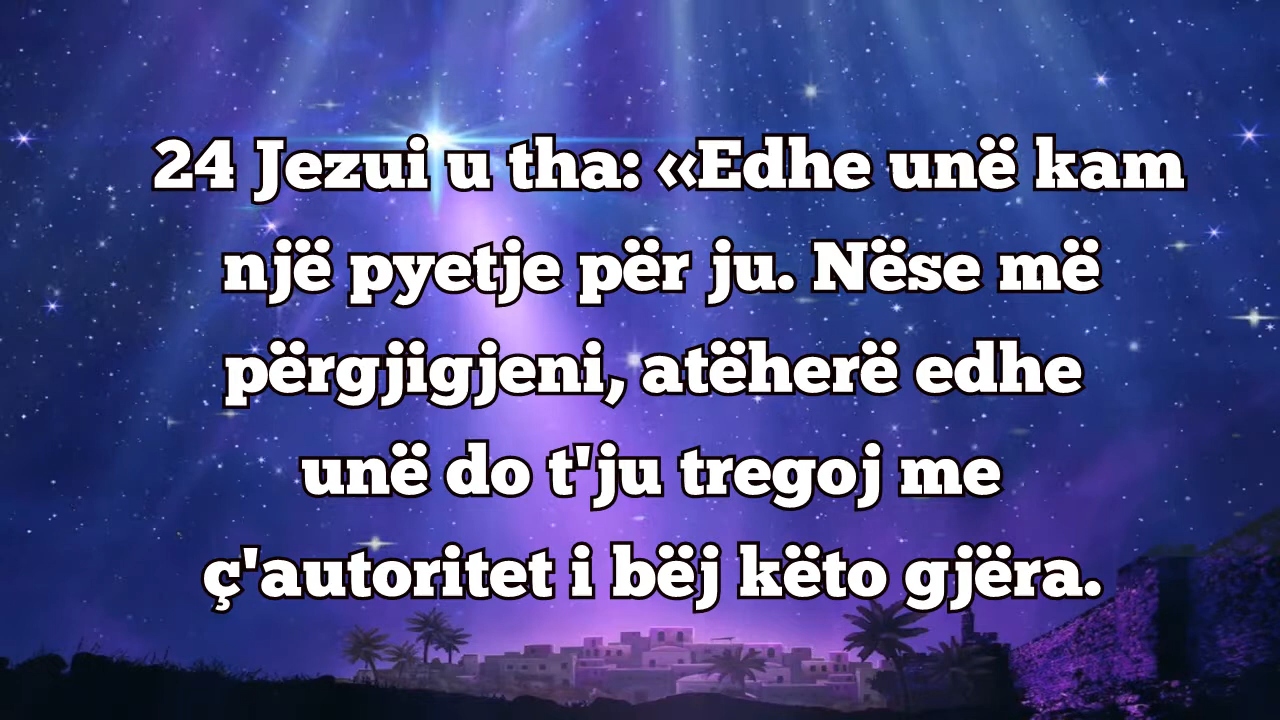 24 Jezui u tha: «Edhe unë kam
një pyetje për ju. Nëse më
përgjigjeni, atëherë edhe
unë do t'ju tregoj me
ç'autoritet i bëj këto gjëra.